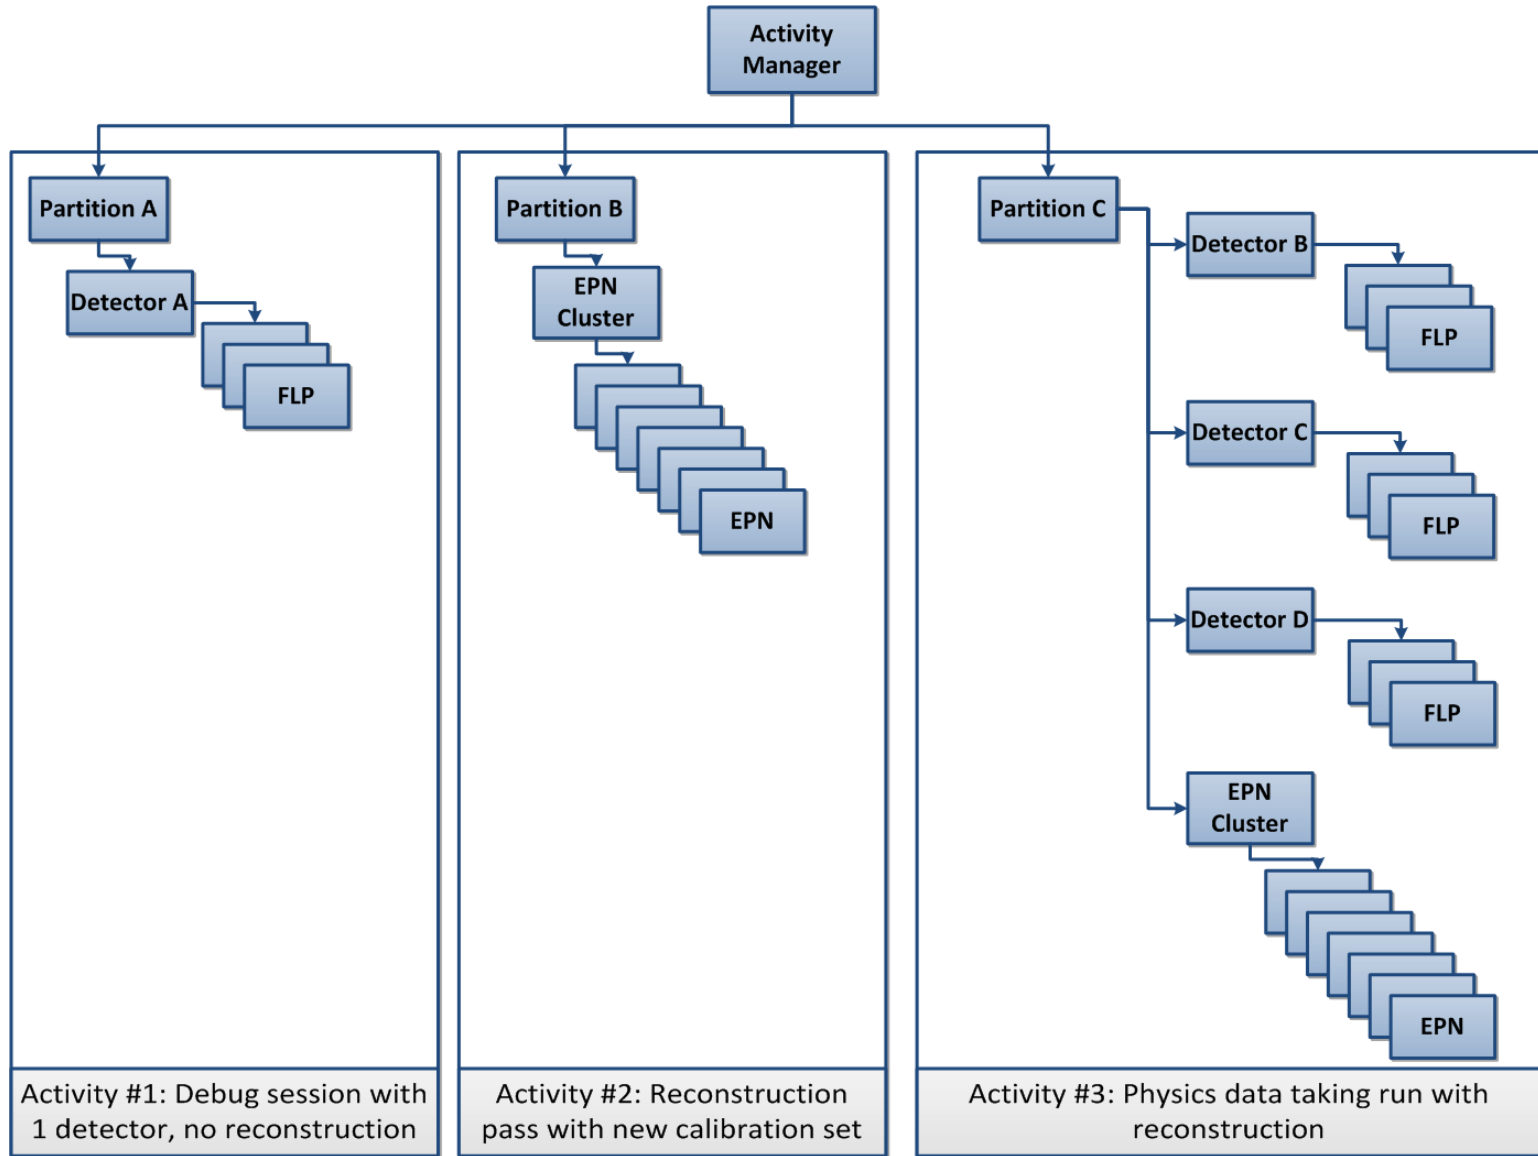 Activity
Manager
Partition A
Detector A
FLP
Activity #1: Debug session with
1 detector, no reconstruction
Partition B
EPN
Cluster
EPN
Activity #2: Reconstruction
pass with new calibration set
Partition C
Detector B
FLP
Detector C
FLP
Detector D
FLP
EPN
Cluster
EPN
Activity #3: Physics data taking run with
reconstruction